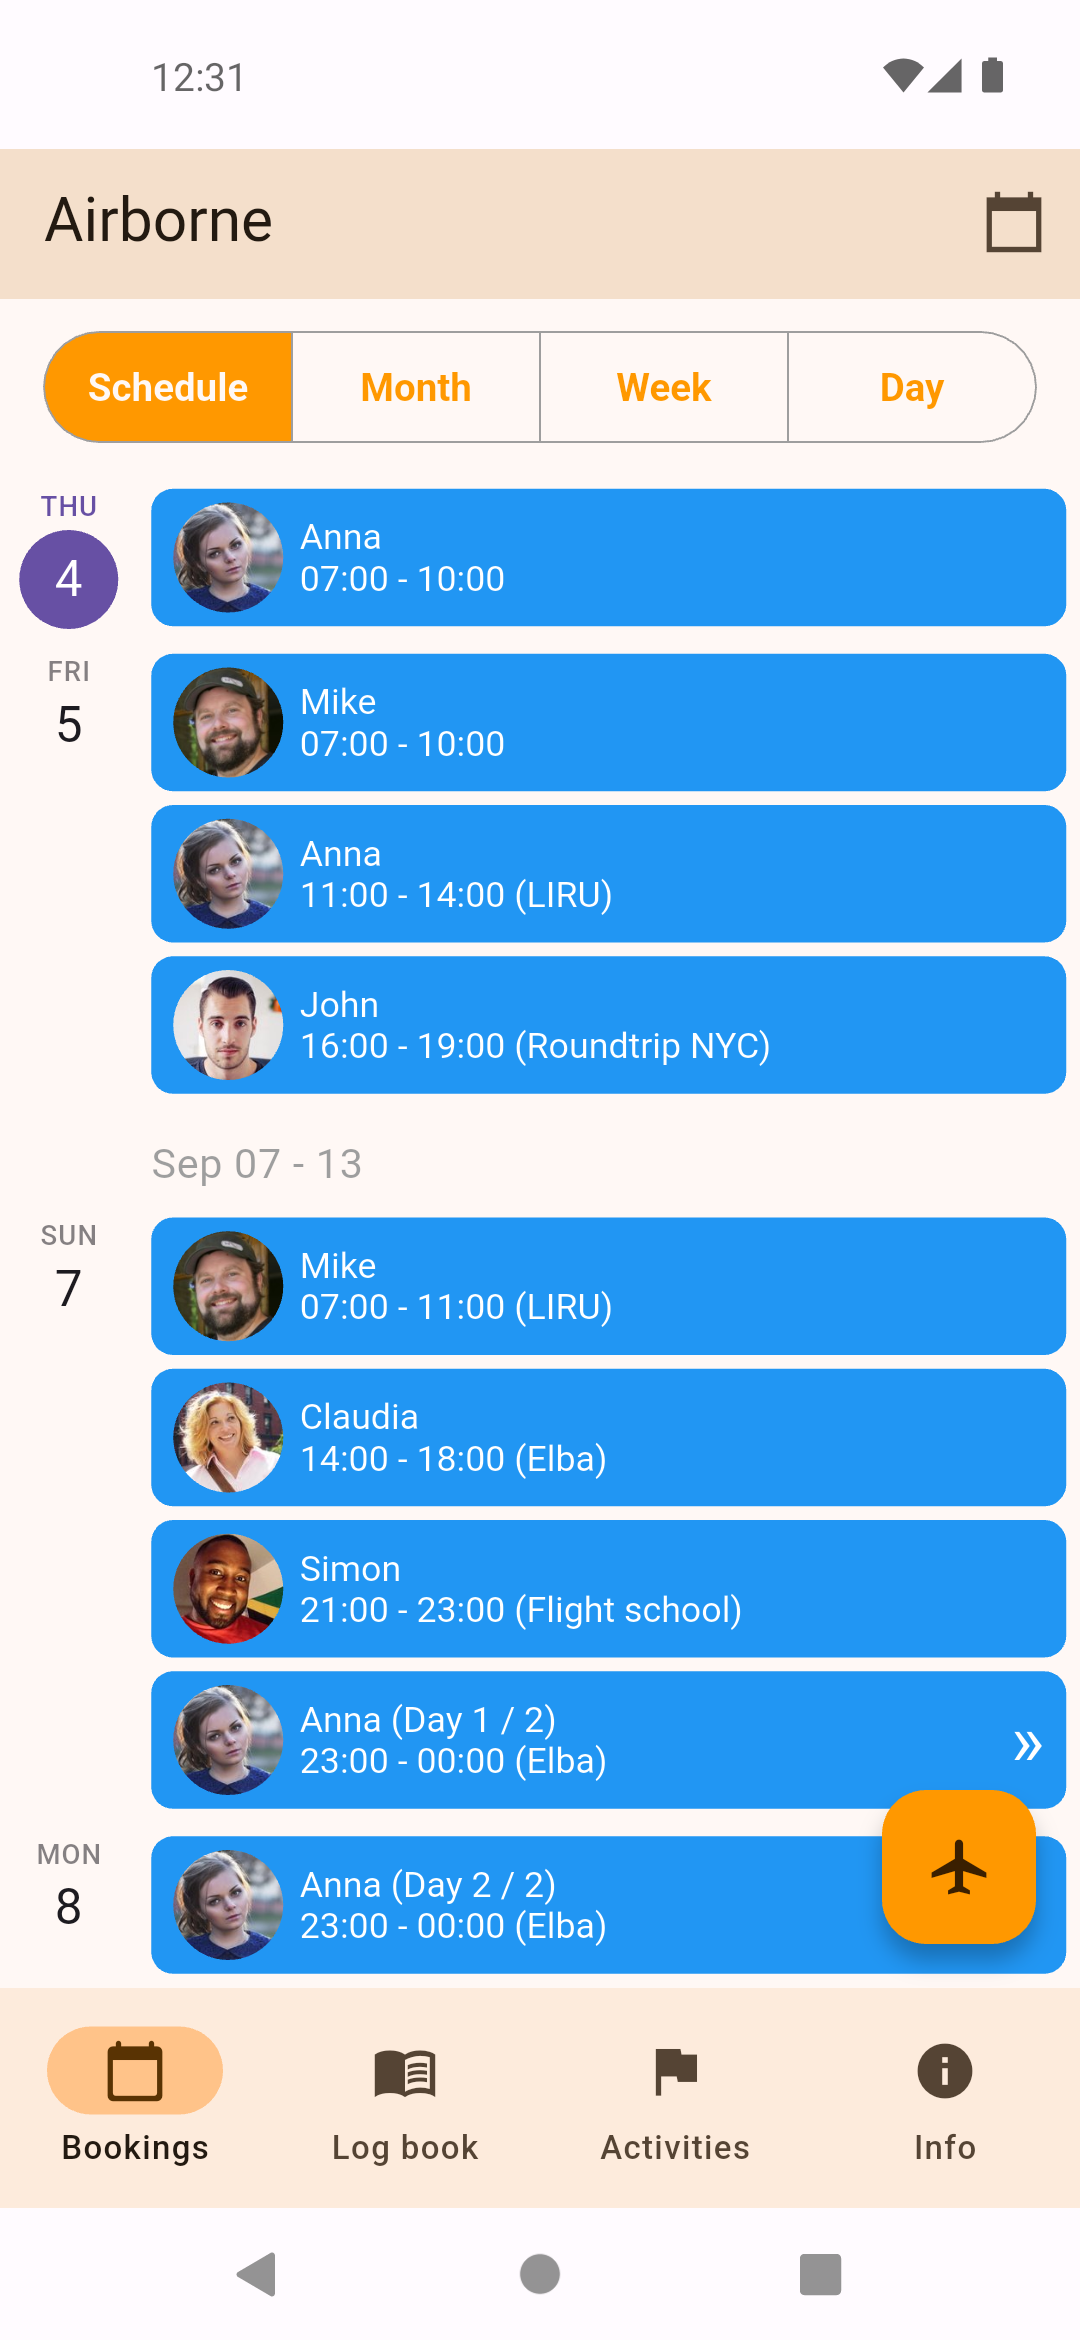 12:31
Airborne
Schedule
Month
Week
Day
THU
4
Anna
07:00 - 10:00
FRI
5
Mike
07:00 - 10:00
Anna
11:00 - 14:00 (LIRU)
John
16:00 - 19:00 (Roundtrip NYC)
Sep 07 - 13
SUN
7
Mike
07:00 - 11:00 (LIRU)
Claudia
14:00 - 18:00 (Elba)
Simon
21:00 - 23:00 (Flight school)
Anna (Day 1 / 2)
23:00 - 00:00 (Elba)
»
MON
8
Anna (Day 2 / 2)
23:00 - 00:00 (Elba)
Bookings
Log book
Activities
Info